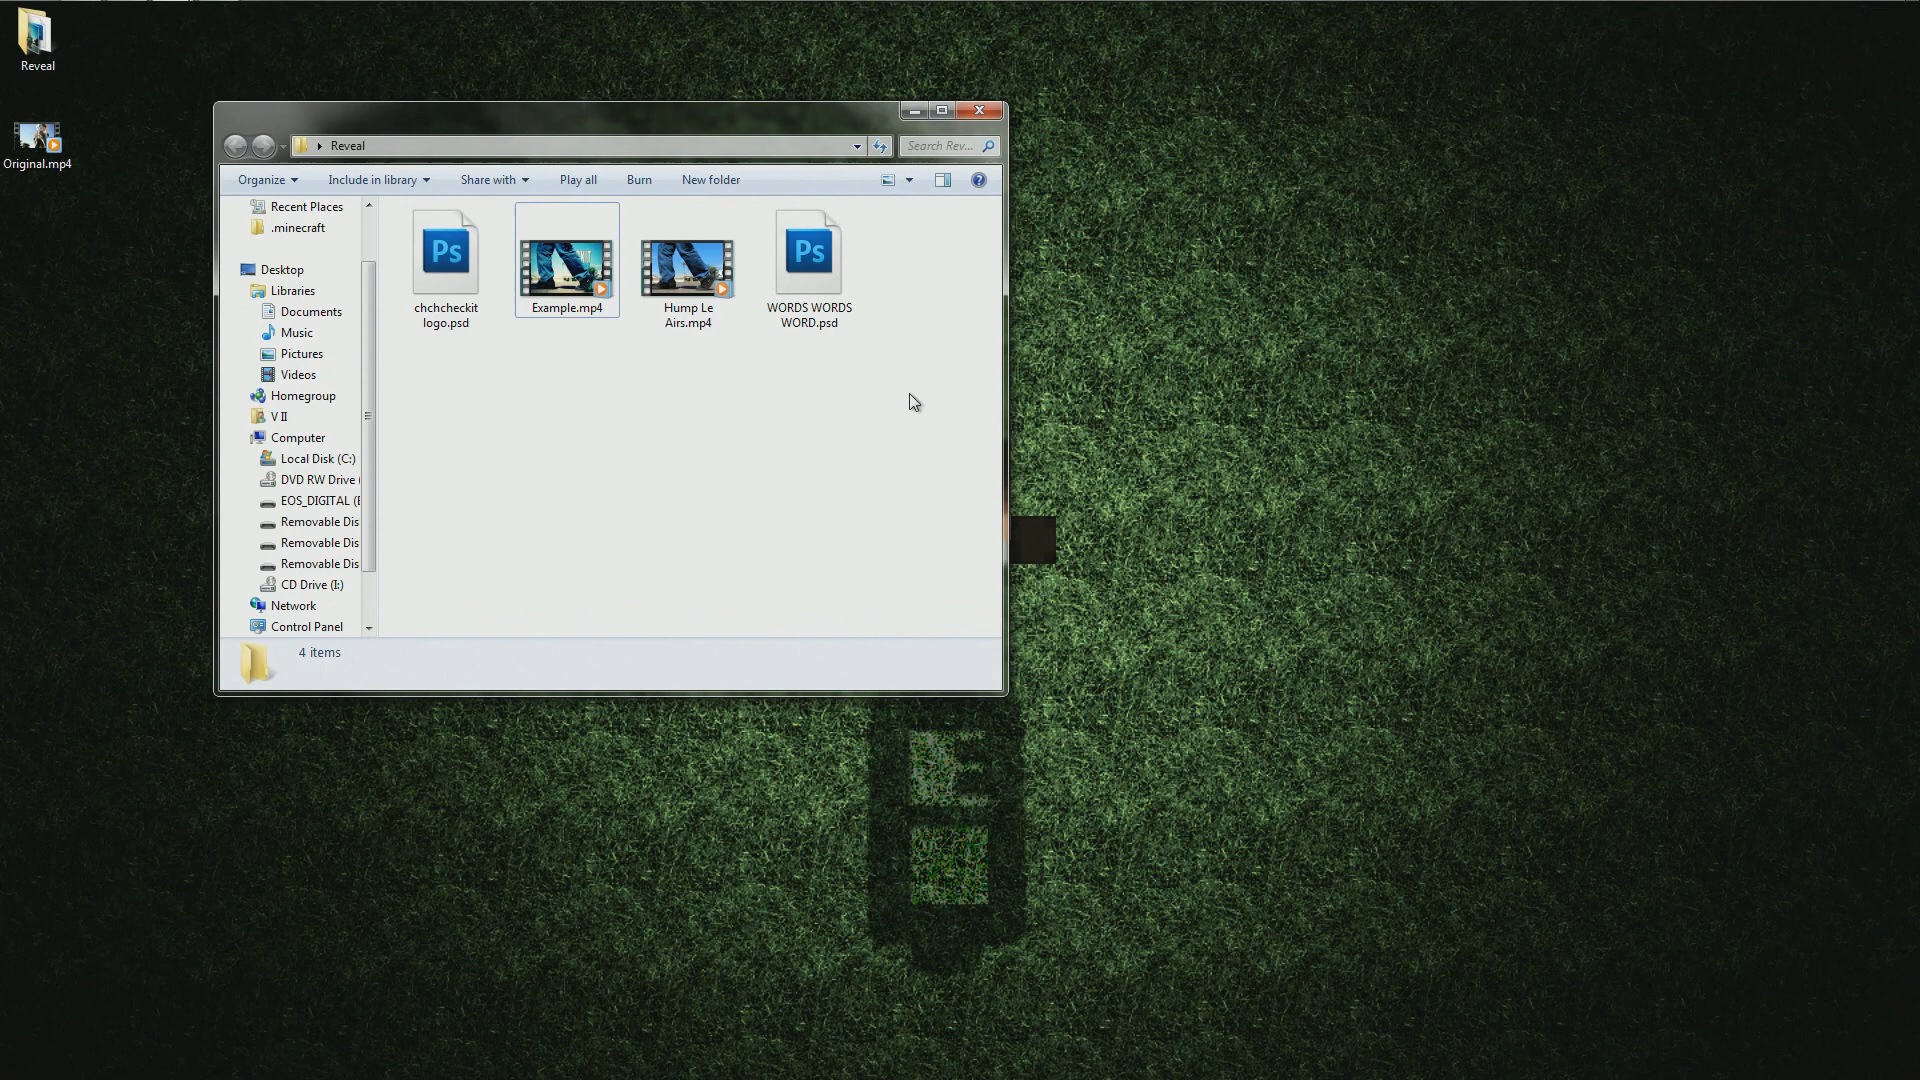 Reveal
Original.mp4
Reveal
Search Rev...
Organize
Include in library
Share with
Play all
Burn
New folder
Recent Places
.minecraft
Desktop
Libraries
Documents
Music
Pictures
Videos
Homegroup
V II
Computer
Local Disk (C:)
DVD RW Drive (
EOS_DIGITAL (E
Removable Dis
Removable Dis
Removable Dis
CD Drive (I:)
Network
Control Panel
Ps
chchcheckit
logo.psd
Example.mp4
Hump Le
Airs.mp4
Ps
WORDS WORDS
WORD.psd
4 items